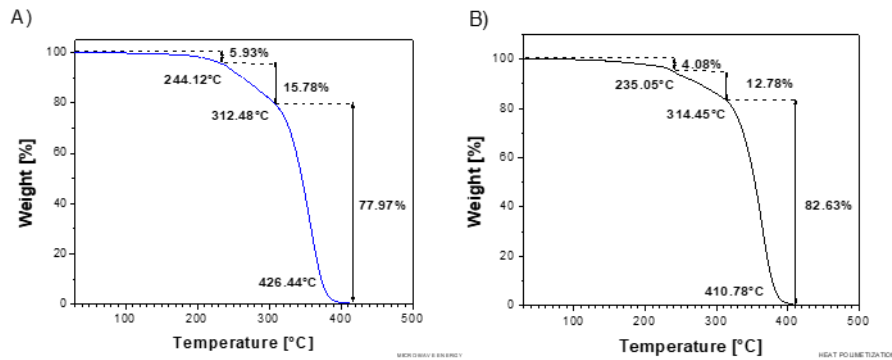 A)
100
80
60
40
20
0
Weight [%]
5.93%
244.12°C
15.78%
312.48°C
77.97%
426.44°C
100 200 300 400 500
Temperature [°C]
MICROWAVE ENERGY
B)
100
80
60
40
20
0
Weight [%]
4.08%
235.05°C
12.78%
314.45°C
82.63%
410.78°C
100 200 300 400 500
Temperature [°C]
HEAT POLIMETIZATION